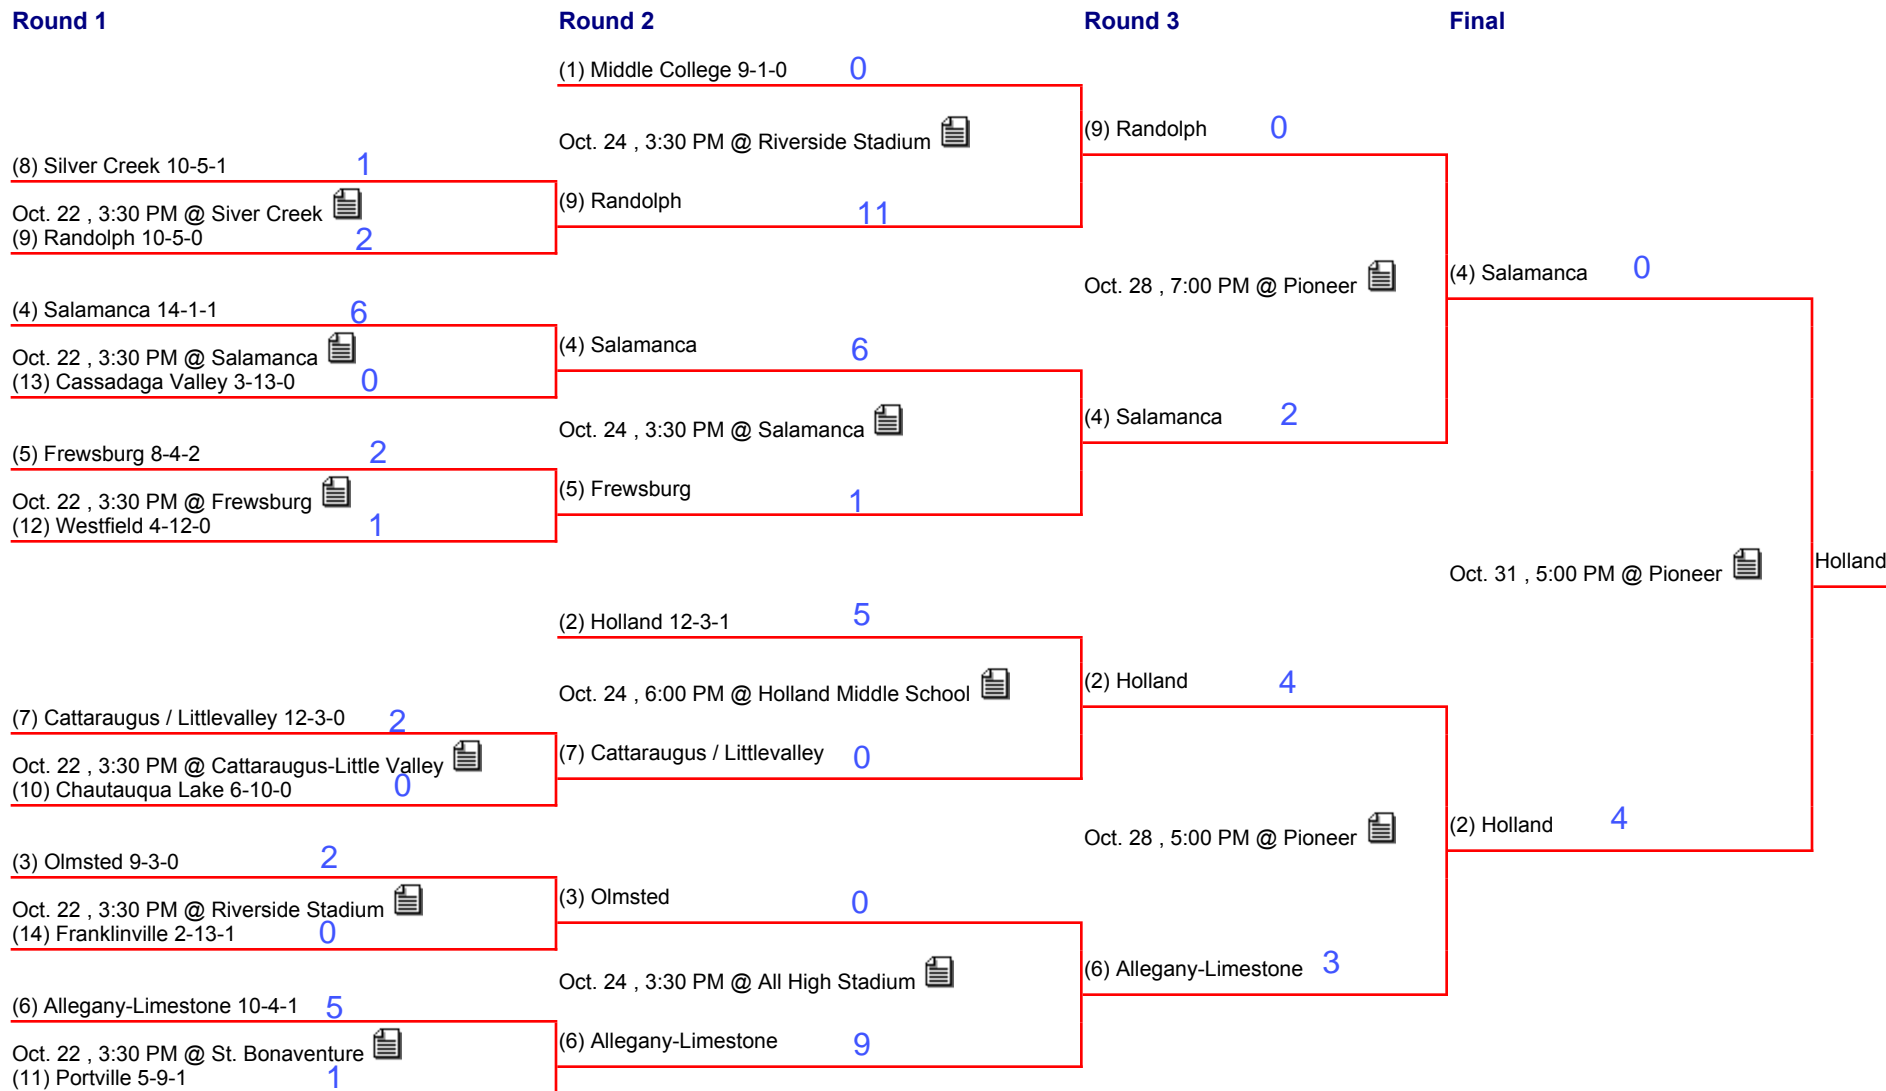 Round 1
(8) Silver Creek 10-5-1 1
Oct. 22 , 3:30 PM @ Siver Creek
(9) Randolph 10-5-0 2
(4) Salamanca 14-1-1 6
Oct. 22 , 3:30 PM @ Salamanca
(13) Cassadaga Valley 3-13-0 0
(5) Frewsburg 8-4-2 2
Oct. 22 , 3:30 PM @ Frewsburg
(12) Westfield 4-12-0 1
(7) Cattaraugus / Littlevalley 12-3-0 2
Oct. 22 , 3:30 PM @ Cattaraugus-Little Valley
(10) Chautauqua Lake 6-10-0 0
(3) Olmsted 9-3-0 2
Oct. 22 , 3:30 PM @ Riverside Stadium
(14) Franklinville 2-13-1 0
(6) Allegany-Limestone 10-4-1 5
Oct. 22 , 3:30 PM @ St. Bonaventure
(11) Portville 5-9-1 1
Round 2
(1) Middle College 9-1-0 0
Oct. 24 , 3:30 PM @ Riverside Stadium
(9) Randolph 11
(4) Salamanca 6
Oct. 24 , 3:30 PM @ Salamanca
(5) Frewsburg 1
(2) Holland 12-3-1 5
Oct. 24 , 6:00 PM @ Holland Middle School
(7) Cattaraugus / Littlevalley 0
(3) Olmsted 0
Oct. 24 , 3:30 PM @ All High Stadium
(6) Allegany-Limestone 9
Round 3
(9) Randolph 0
Oct. 28 , 7:00 PM @ Pioneer
(4) Salamanca 2
(2) Holland 4
Oct. 28 , 5:00 PM @ Pioneer
(6) Allegany-Limestone 3
Final
(4) Salamanca 0
Oct. 31 , 5:00 PM @ Pioneer
(2) Holland 4
Holland